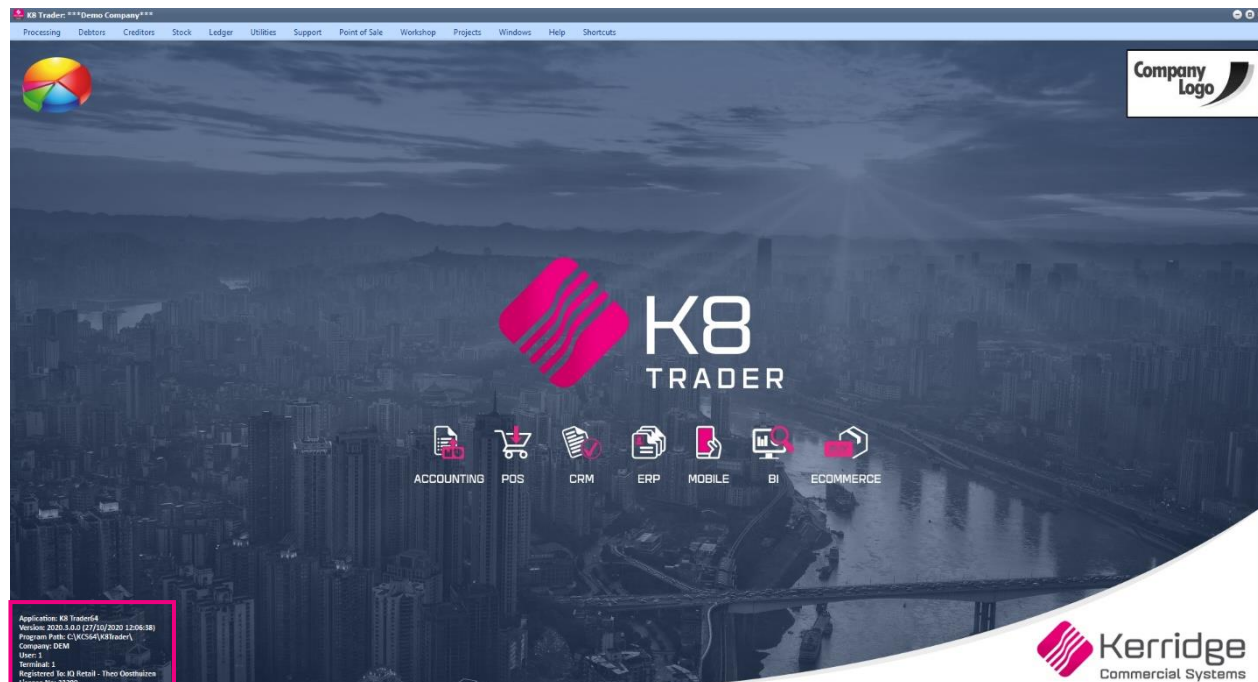 K8 Trader: ***Demo Company***
Processing Debtors Creditors Stock Ledger Utilities Support Point of Sale Workshop Projects Windows Help Shortcuts
Company
Logo
K8
TRADER
ACCOUNTING POS CRM ERP MOBILE BI ECOMMERCE
Application: K8 Trader64
Version: 2020.3.0.0 (27/10/2020 12:06:38)
Program Path: C:\KCS64\K8Trader\
Company: DEM
User: 1
Terminal: 1
Registered To: IQ Retail - Theo Oosthuizen
Kerridge
Commercial Systems